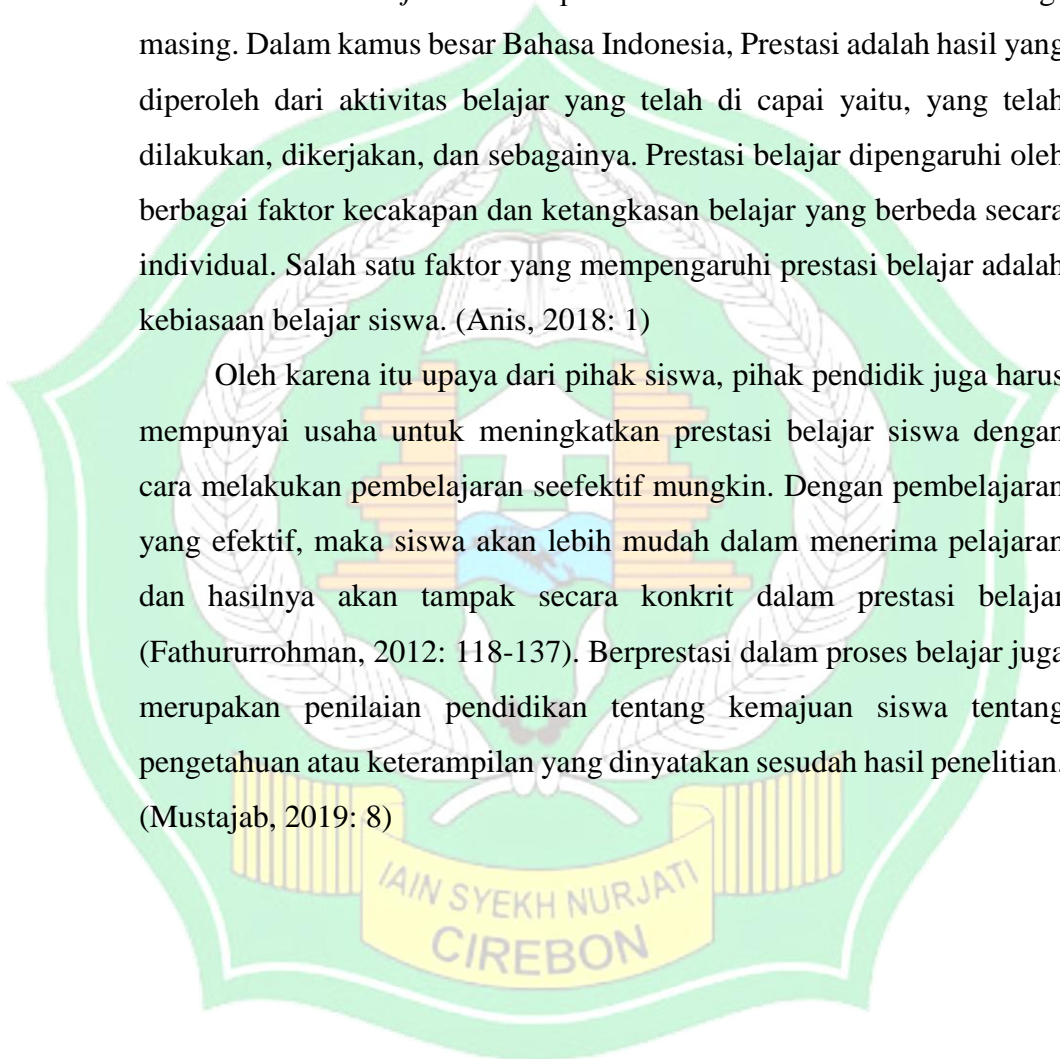 masing. Dalam kamus besar Bahasa Indonesia, Prestasi adalah hasil yang
diperoleh dari aktivitas belajar yang telah di capai yaitu, yang telah
dilakukan, dikerjakan, dan sebagainya. Prestasi belajar dipengaruhi oleh
berbagai faktor kecakapan dan ketangkasan belajar yang berbeda secara
individual. Salah satu faktor yang mempengaruhi prestasi belajar adalah
kebiasaan belajar siswa. (Anis, 2018: 1)
Oleh karena itu upaya dari pihak siswa, pihak pendidik juga harus
mempunyai usaha untuk meningkatkan prestasi belajar siswa dengan
cara melakukan pembelajaran seefektif mungkin. Dengan pembelajaran
yang efektif, maka siswa akan lebih mudah dalam menerima pelajaran
dan hasilnya akan tampak secara konkrit dalam prestasi belajar
(Fathururrohman, 2012: 118-137). Berprestasi dalam proses belajar juga
merupakan penilaian pendidikan tentang kemajuan siswa tentang
pengetahuan atau keterampilan yang dinyatakan sesudah hasil penelitian.
(Mustajab, 2019: 8)
IAIN SYEKH NURJATI
CIREBON